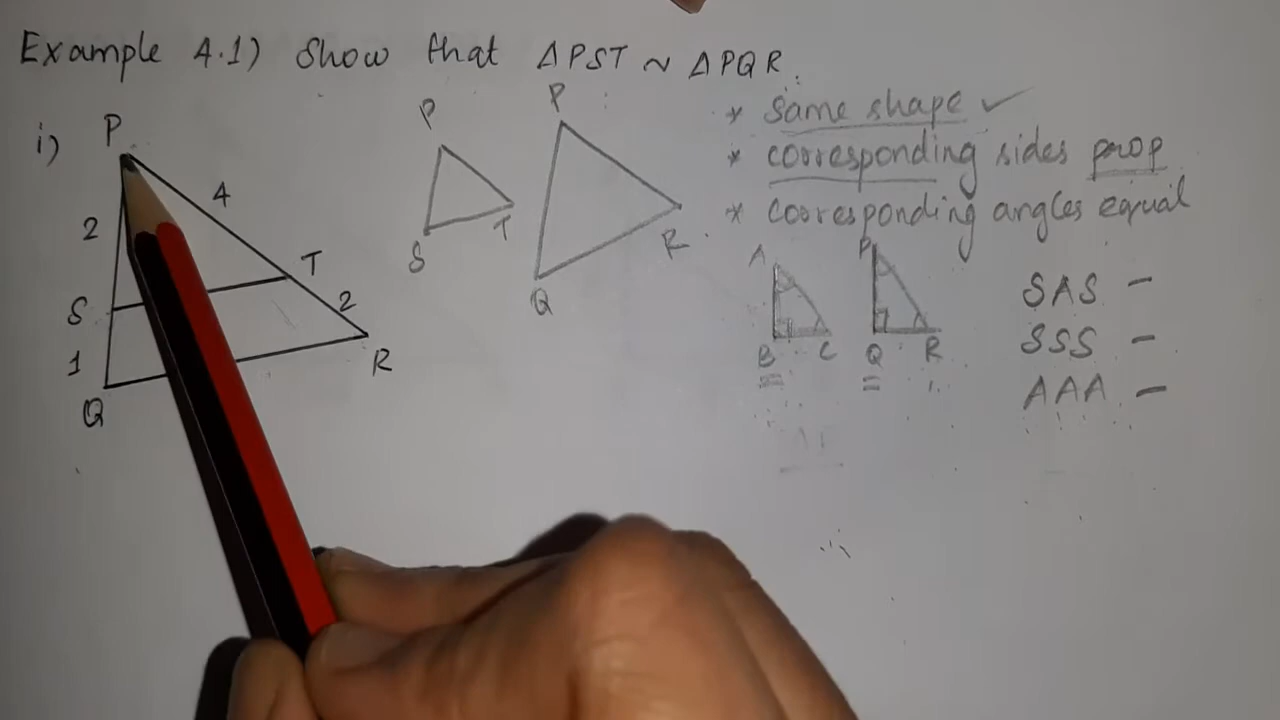 Example 4.1) Show that ΔPST ~ ΔPQR.
i)
P
4
2
T
S
2
1
R
Q
P
S
T
P
Q
R
* same shape ✓
* corresponding sides prop
* corresponding angles equal
A
B
C
P
Q
R
SAS –
SSS –
AAA –